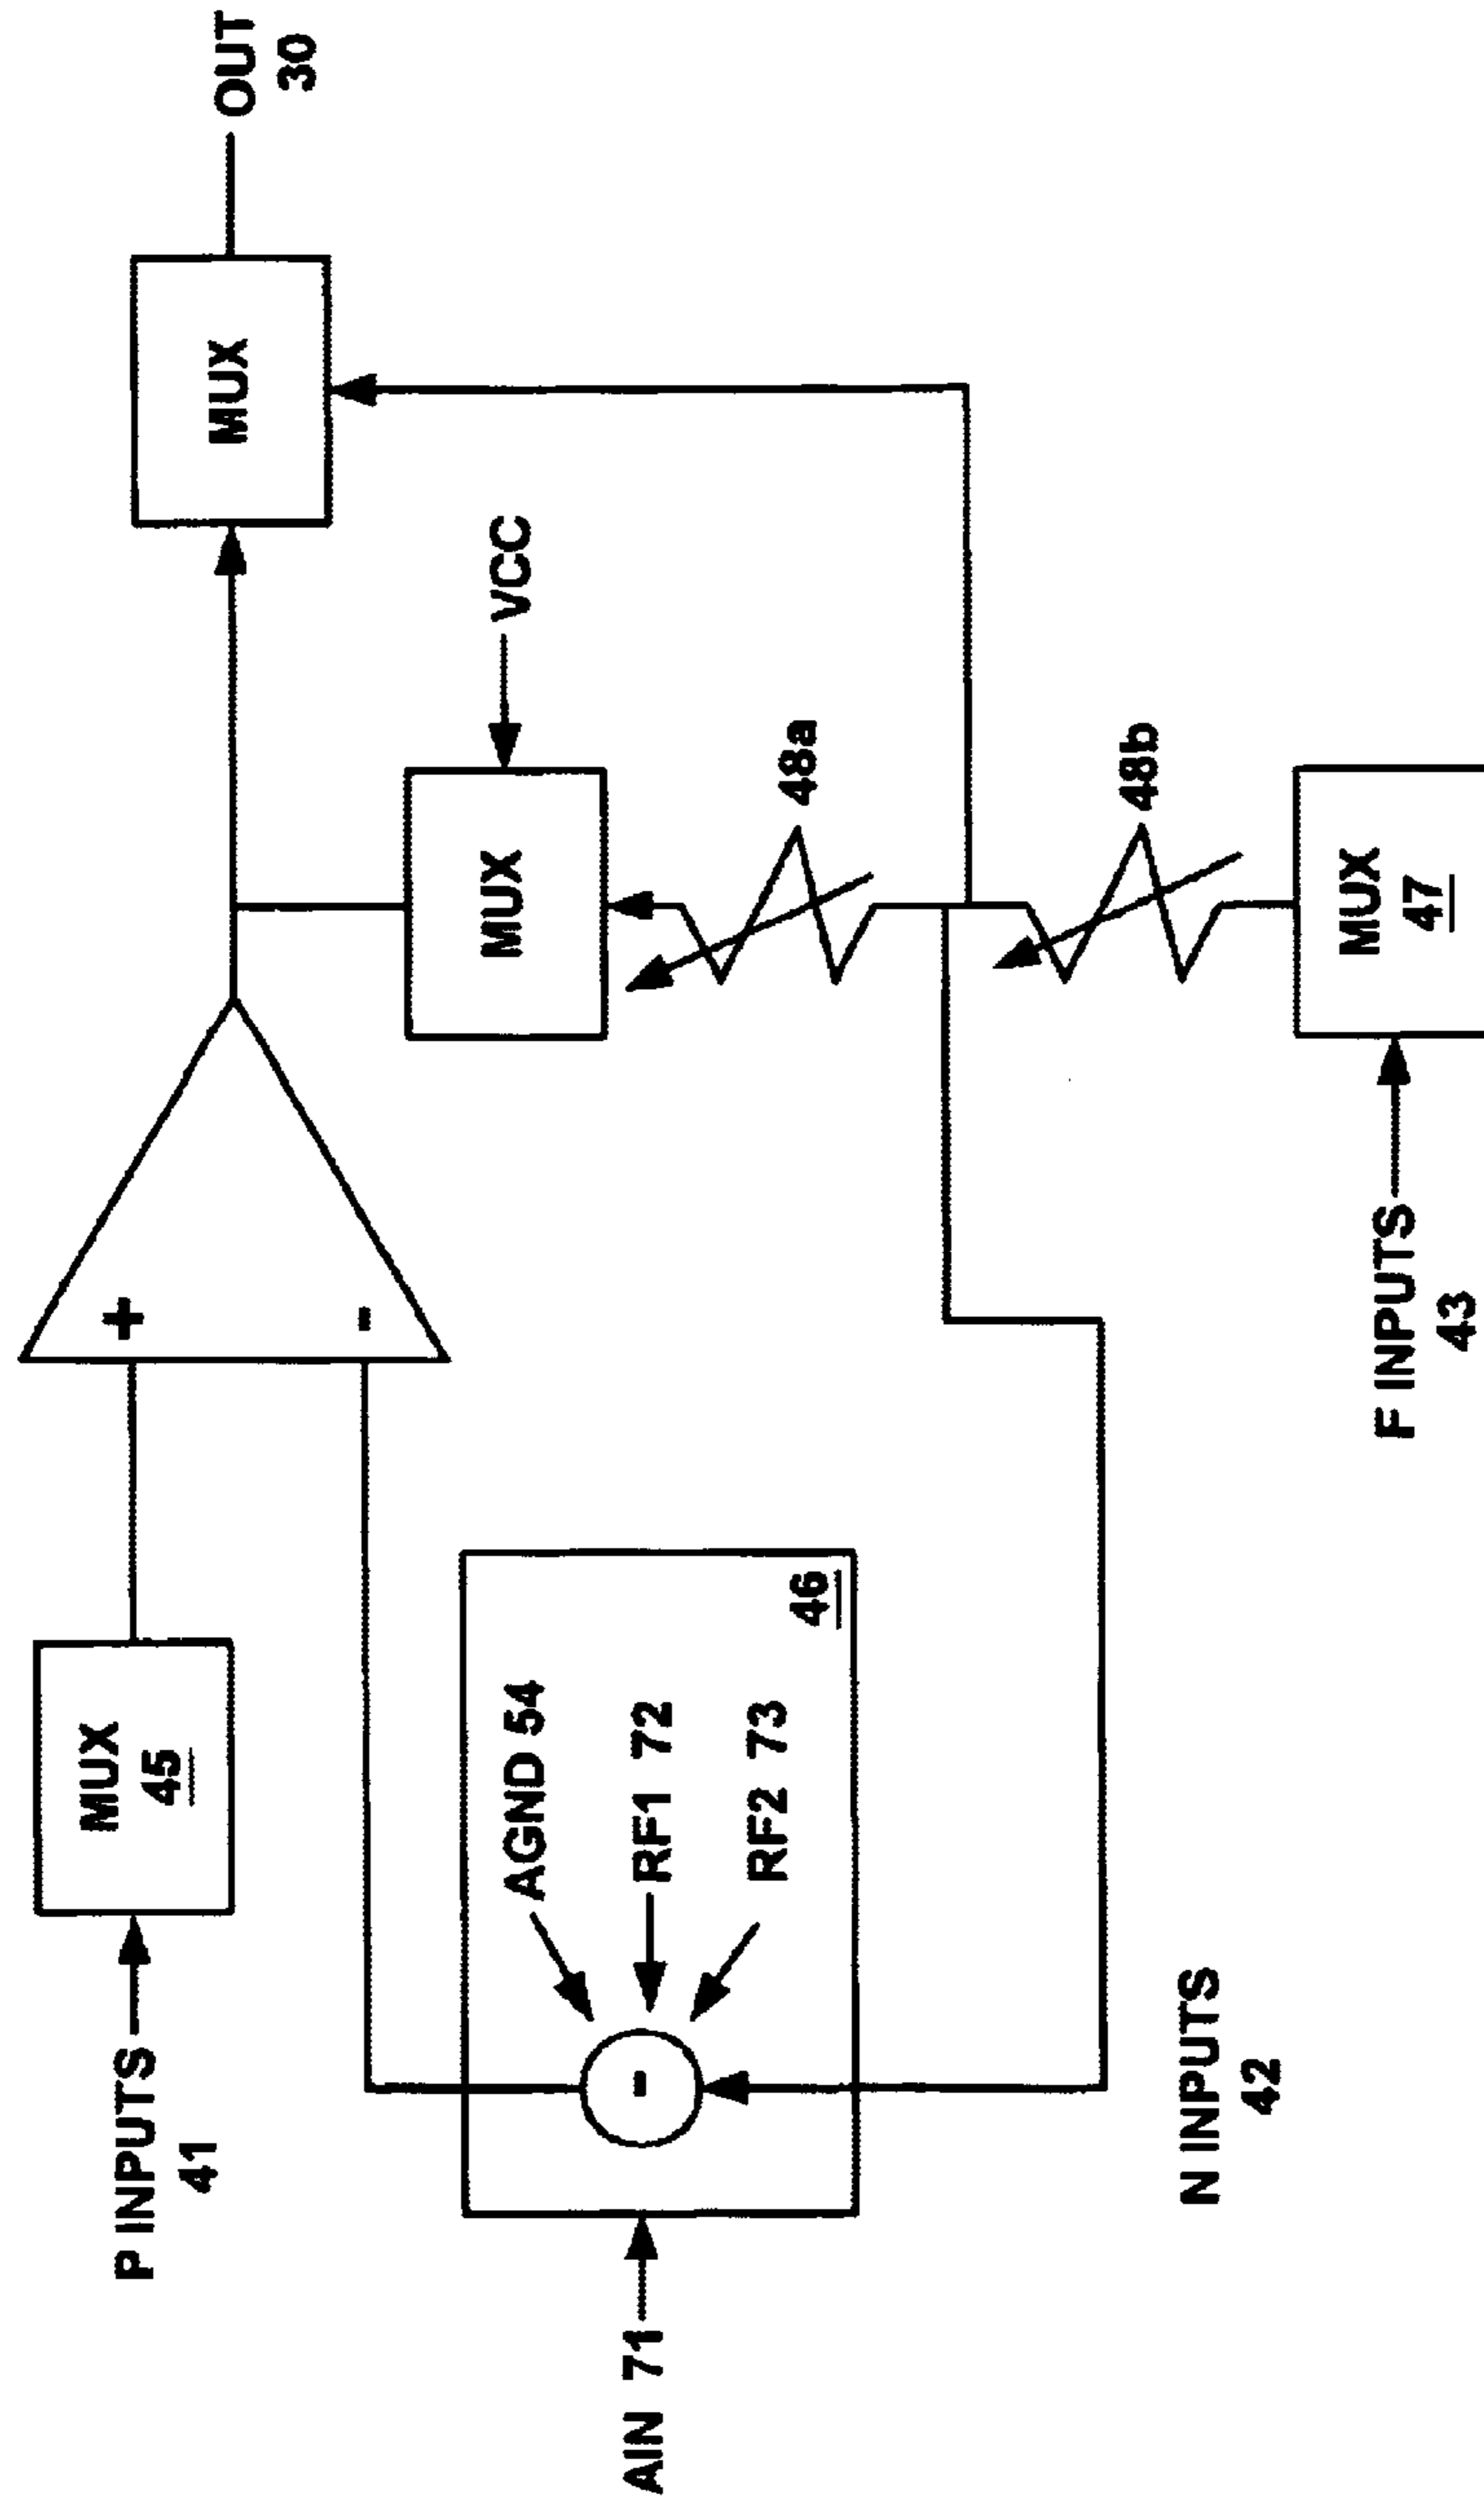 P INPUTS
41
MUX
45
+
-
MUX
OUT
30
VCC
MUX
AIN 71
-
AGND 54
RF1 72
RF2 73
46
48a
48b
N INPUTS
42
F INPUTS
43
MUX
47